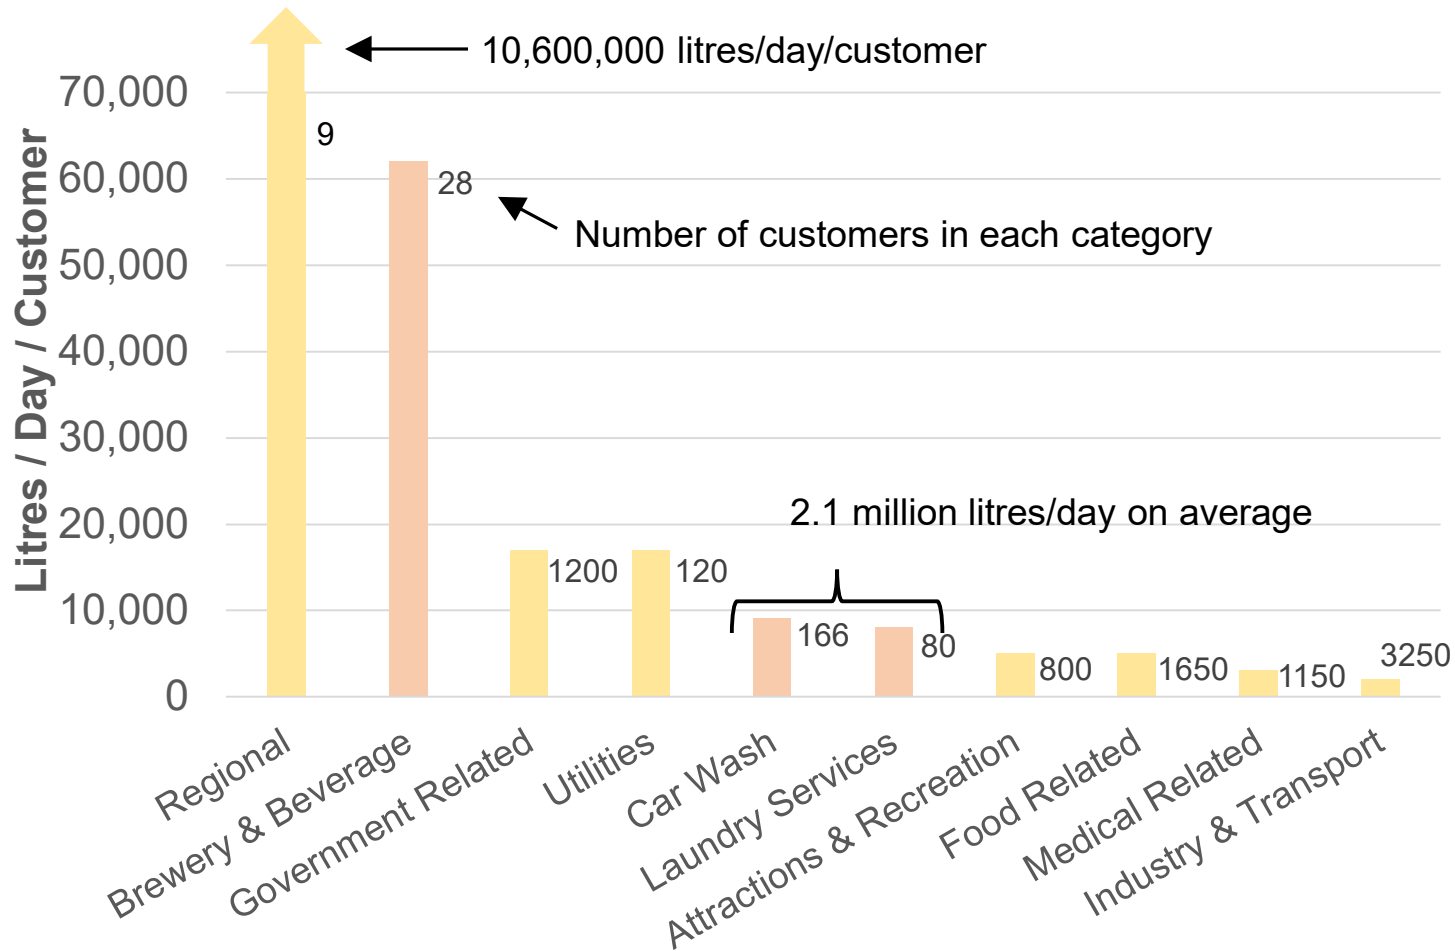 10,600,000 litres/day/customer
Litres / Day / Customer
70,000
60,000
50,000
40,000
30,000
20,000
10,000
0
9
28
Number of customers in each category
2.1 million litres/day on average
1200
120
166
80
800
1650
1150
3250
Regional
Brewery & Beverage
Government Related
Utilities
Car Wash
Laundry Services
Attractions & Recreation
Food Related
Medical Related
Industry & Transport